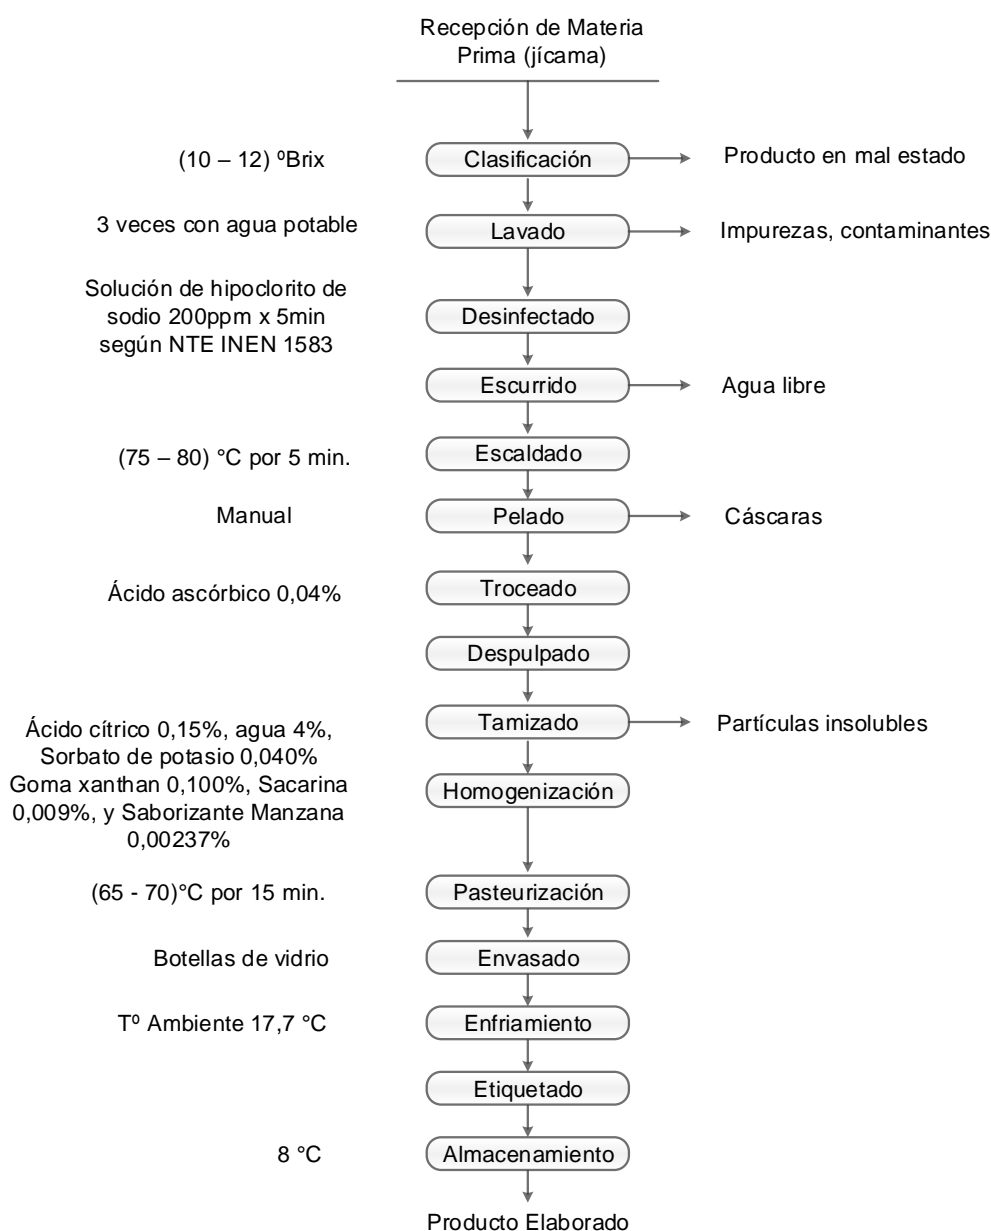 Recepción de Materia
Prima (jícama)
(10 – 12) ºBrix
Clasificación
Producto en mal estado
3 veces con agua potable
Lavado
Impurezas, contaminantes
Solución de hipoclorito de
sodio 200ppm x 5min
según NTE INEN 1583
Desinfectado
Escurrido
Agua libre
(75 – 80) °C por 5 min.
Escaldado
Manual
Pelado
Cáscaras
Ácido ascórbico 0,04%
Troceado
Despulpado
Tamizado
Partículas insolubles
Ácido cítrico 0,15%, agua 4%,
Sorbato de potasio 0,040%
Goma xanthan 0,100%, Sacarina
0,009%, y Saborizante Manzana
0,00237%
Homogenización
(65 - 70)°C por 15 min.
Pasteurización
Botellas de vidrio
Envasado
Tº Ambiente 17,7 °C
Enfriamiento
Etiquetado
8 °C
Almacenamiento
Producto Elaborado